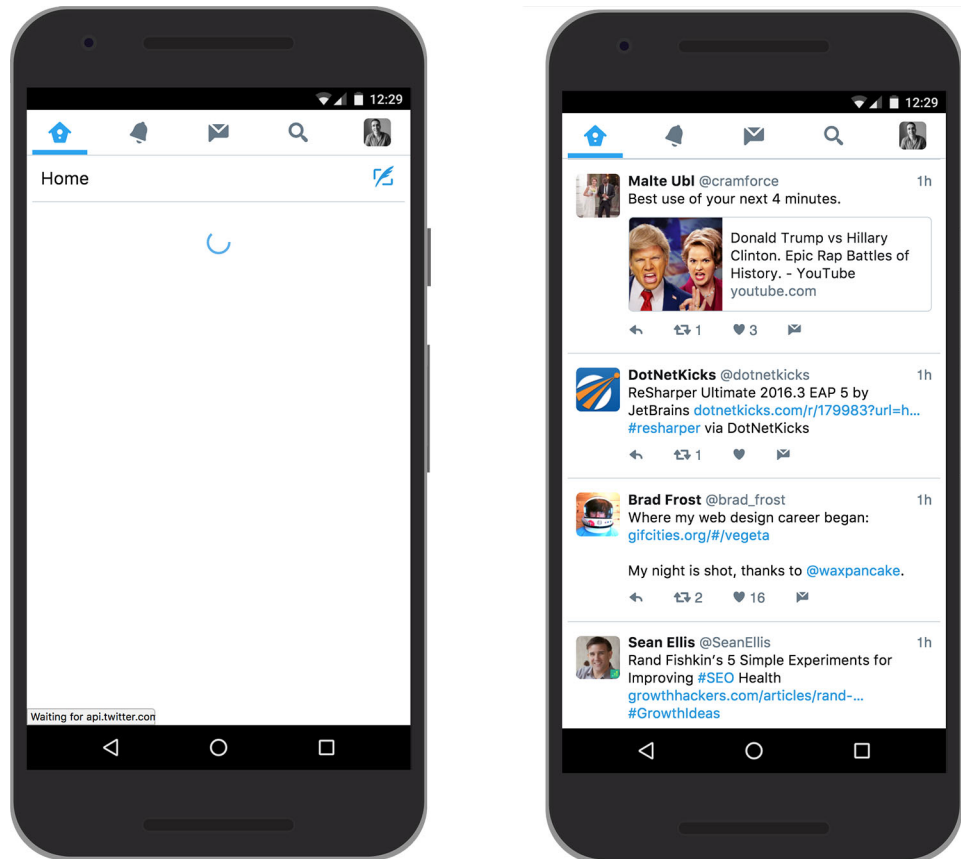 12:29
Home
Waiting for api.twitter.com
12:29
Malte Ubl @cramforce 1h
Best use of your next 4 minutes.
Donald Trump vs Hillary
Clinton. Epic Rap Battles of
History. - YouTube
youtube.com
1 3
DotNetKicks @dotnetkicks 1h
ReSharper Ultimate 2016.3 EAP 5 by
JetBrains dotnetkicks.com/r/179983?url=h...
#resharper via DotNetKicks
1
Brad Frost @brad_frost 1h
Where my web design career began:
gifcities.org/#/vegeta
My night is shot, thanks to @waxpancake.
2 16
Sean Ellis @SeanEllis 1h
Rand Fishkin's 5 Simple Experiments for
Improving #SEO Health
growthhackers.com/articles/rand-...
#GrowthIdeas